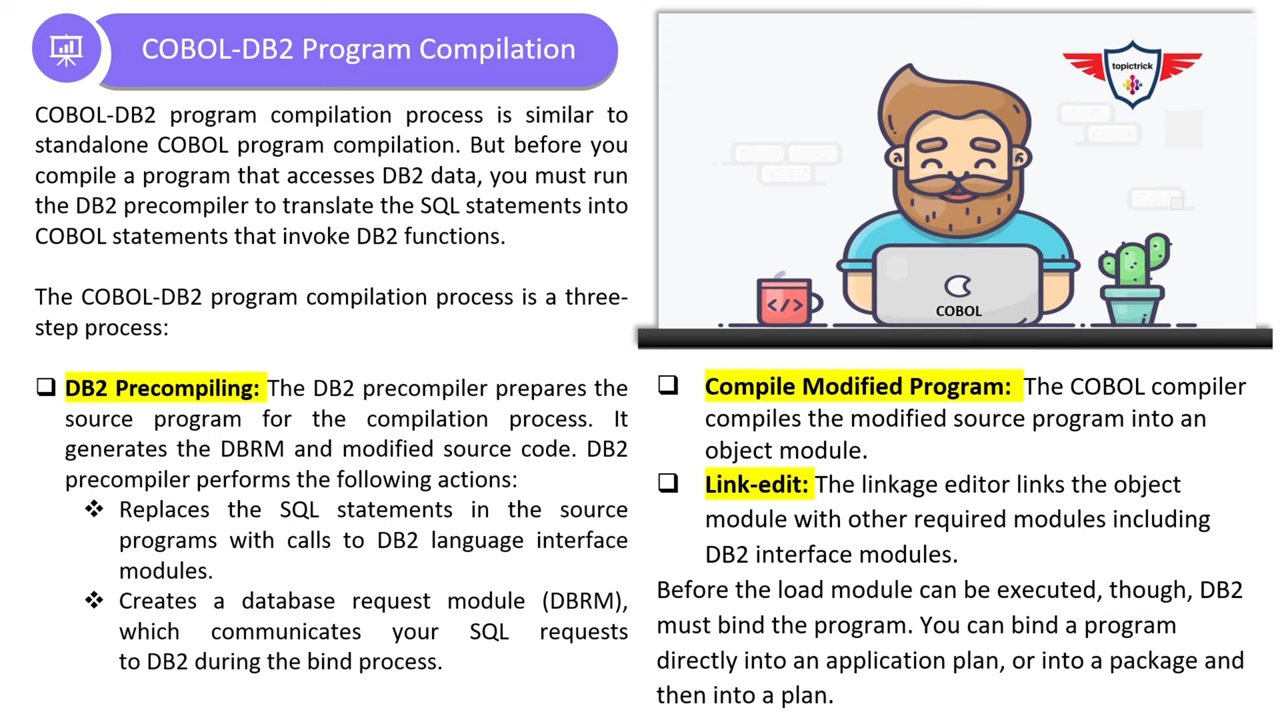 COBOL-DB2 Program Compilation
COBOL-DB2 program compilation process is similar to
standalone COBOL program compilation. But before you
compile a program that accesses DB2 data, you must run
the DB2 precompiler to translate the SQL statements into
COBOL statements that invoke DB2 functions.
The COBOL-DB2 program compilation process is a three-
step process:
DB2 Precompiling: The DB2 precompiler prepares the
source program for the compilation process. It
generates the DBRM and modified source code. DB2
precompiler performs the following actions:
Replaces the SQL statements in the source
programs with calls to DB2 language interface
modules.
Creates a database request module (DBRM),
which communicates your SQL requests
to DB2 during the bind process.
topictrick
</>
COBOL
Compile Modified Program: The COBOL compiler
compiles the modified source program into an
object module.
Link-edit: The linkage editor links the object
module with other required modules including
DB2 interface modules.
Before the load module can be executed, though, DB2
must bind the program. You can bind a program
directly into an application plan, or into a package and
then into a plan.